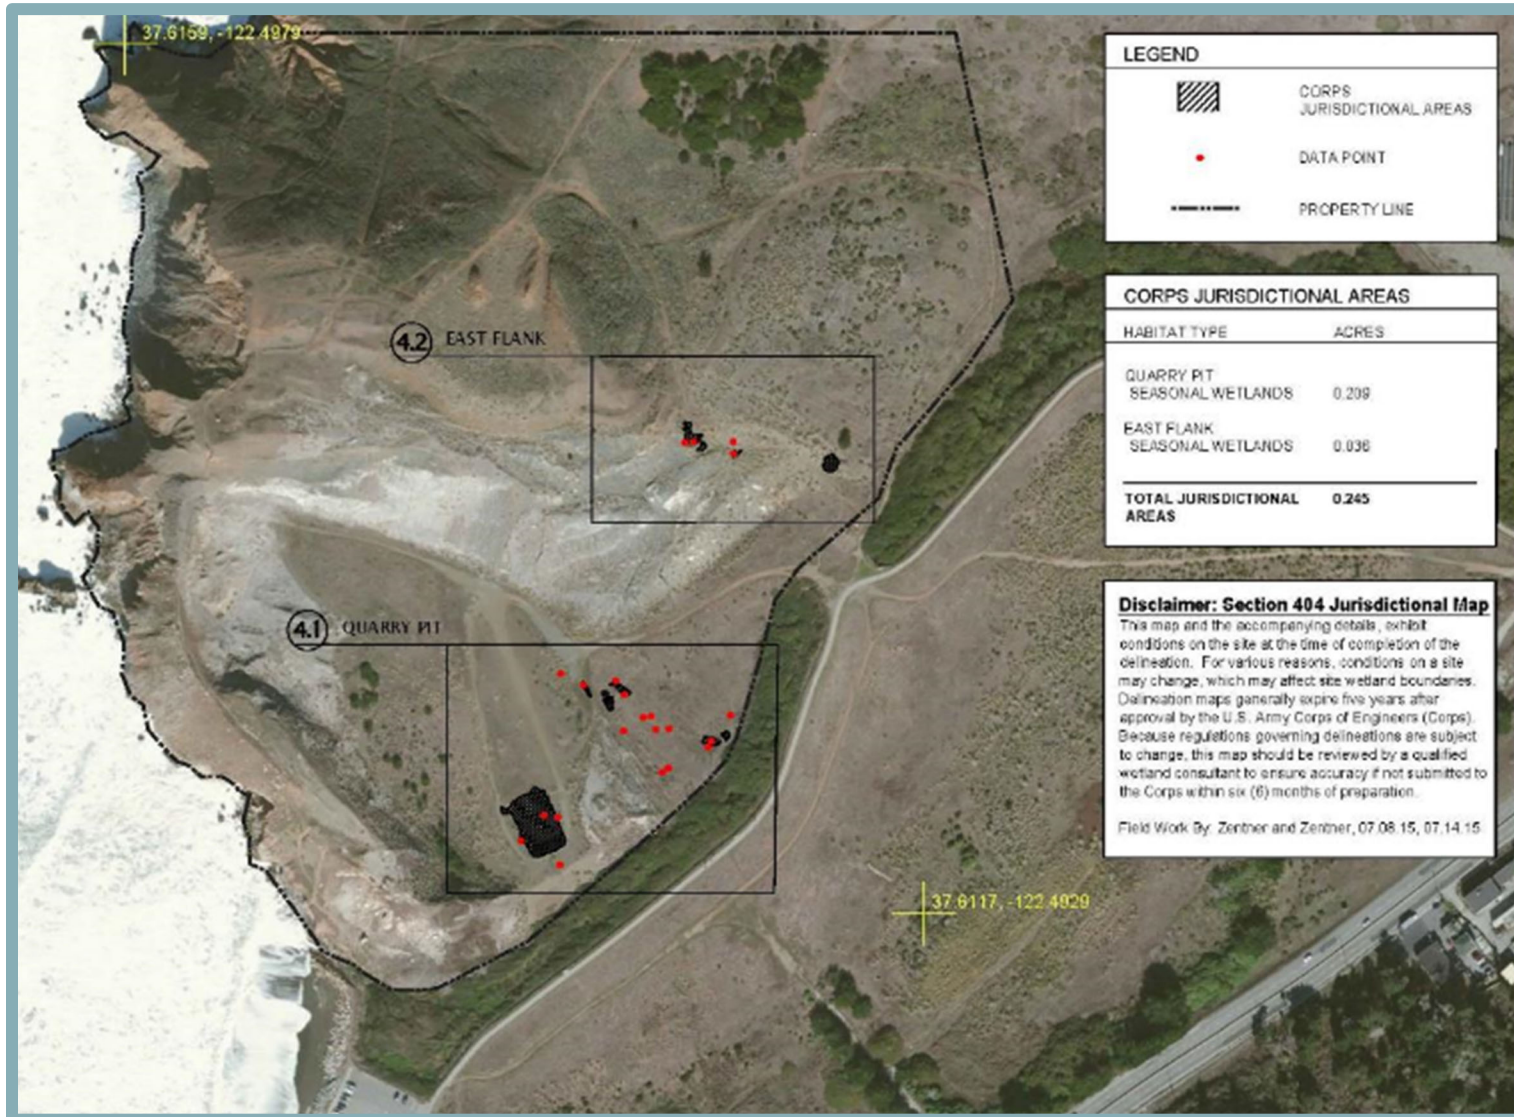 37.6159, -122.4979
LEGEND
CORPS
JURISDICTIONAL AREAS
DATA POINT
PROPERTY LINE
CORPS JURISDICTIONAL AREAS
HABITAT TYPE ACRES
QUARRY PIT
SEASONAL WETLANDS 0.209
EAST FLANK
SEASONAL WETLANDS 0.036
TOTAL JURISDICTIONAL 0.245
AREAS
4.2 EAST FLANK
4.1 QUARRY PIT
Disclaimer: Section 404 Jurisdictional Map
This map and the accompanying details, exhibit
conditions on the site at the time of completion of the
delineation. For various reasons, conditions on a site
may change, which may affect site wetland boundaries.
Delineation maps generally expire five years after
approval by the U.S. Army Corps of Engineers (Corps).
Because regulations governing delineations are subject
to change, this map should be reviewed by a qualified
wetland consultant to ensure accuracy if not submitted to
the Corps within six (6) months of preparation.
Field Work By: Zentner and Zentner, 07.08.15, 07.14.15
37.6117, -122.4929